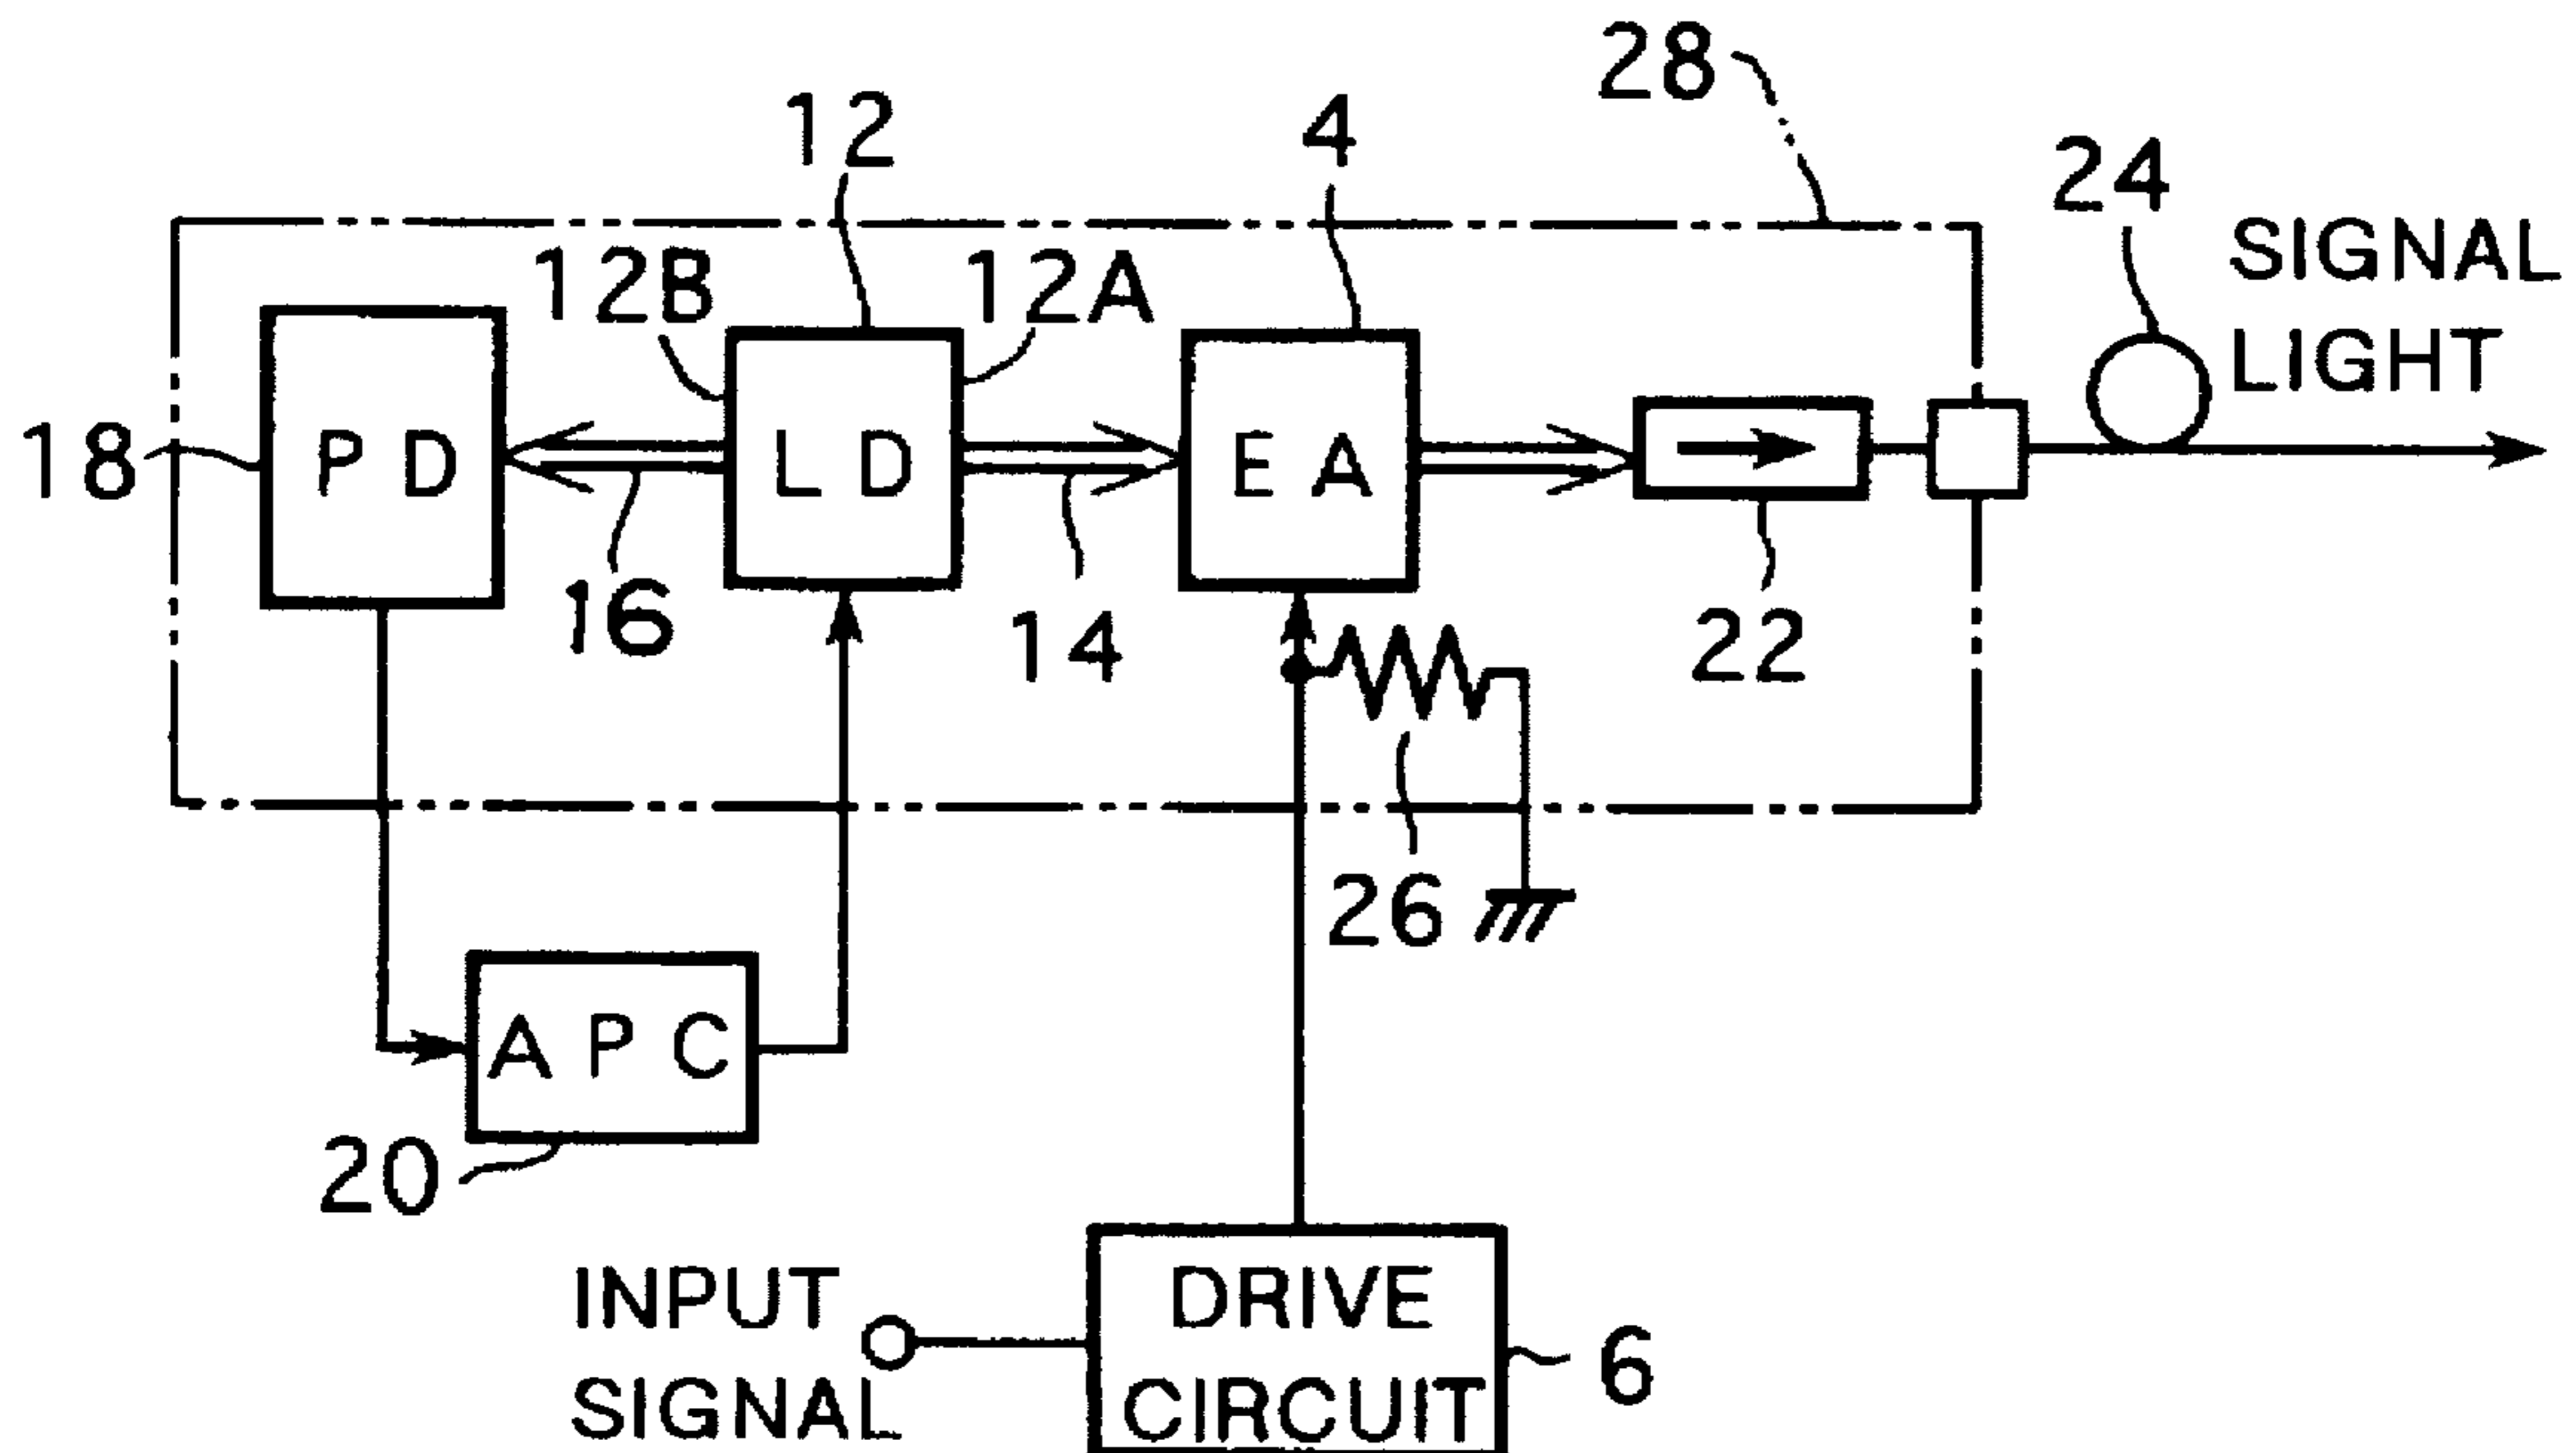 28
12
4
24
SIGNAL
LIGHT
12B
12A
18
PD
LD
EA
16
14
22
26
APC
20
INPUT
SIGNAL
DRIVE
CIRCUIT
6